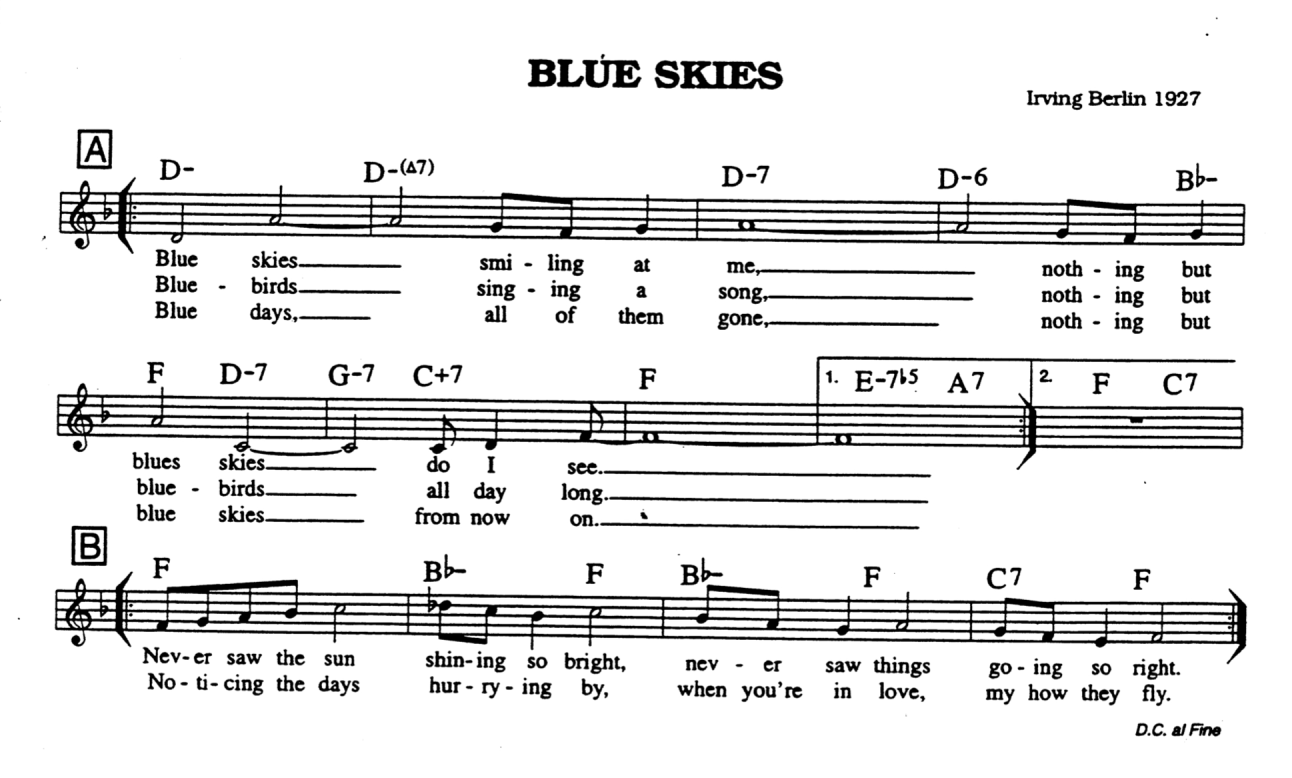 BLUE SKIES
Irving Berlin 1927
A
D- D-(Δ7) D-7 D-6 B♭-
Blue skies smi - ling at me, noth - ing but
Blue - birds sing - ing a song, noth - ing but
Blue days, all of them gone, noth - ing but
F D-7 G-7 C+7 F 1. E-7♭5 A7 2. F C7
blues skies do I see.
blue - birds all day long.
blue skies from now on.
B
F B♭- F B♭- F C7 F
Nev-er saw the sun shin-ing so bright, nev - er saw things go - ing so right.
No - ti - cing the days hur - ry - ing by, when you're in love, my how they fly.
D.C. al Fine